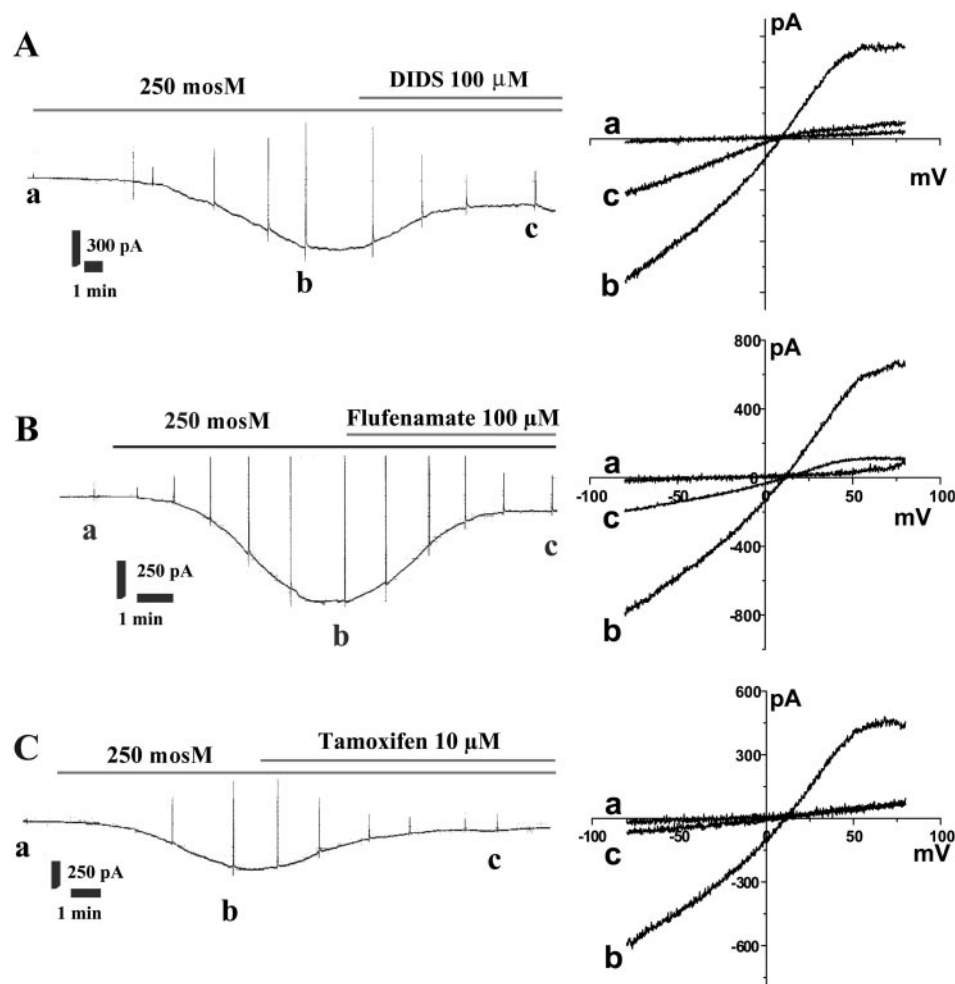 A
250 mosM
DIDS 100 µM
a
b
c
300 pA
1 min
pA
mV
a
c
b
B
250 mosM
Flufenamate 100 µM
a
b
c
250 pA
1 min
pA
800
400
0
-400
-800
-100 -50 0 50 100
mV
a
c
b
C
250 mosM
Tamoxifen 10 µM
a
b
c
250 pA
1 min
pA
600
300
-300
-600
-100 -50 0 50 100
mV
a
c
b